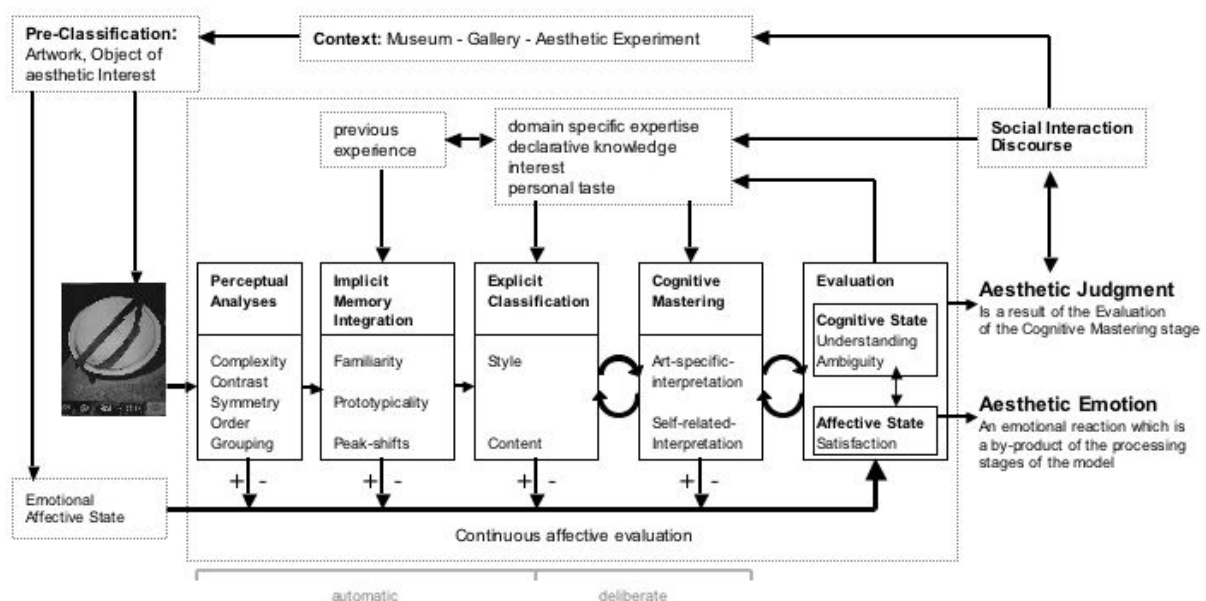 Pre-Classification:
Artwork, Object of
aesthetic Interest
Context: Museum - Gallery - Aesthetic Experiment
previous
experience
domain specific expertise
declarative knowledge
interest
personal taste
Social Interaction
Discourse
Perceptual
Analyses
Complexity
Contrast
Symmetry
Order
Grouping
Implicit
Memory
Integration
Familiarity
Prototypicality
Peak-shifts
Explicit
Classification
Style
Content
Cognitive
Mastering
Art-specific-
interpretation
Self-related-
Interpretation
Evaluation
Cognitive State
Understanding
Ambiguity
Affective State
Satisfaction
Aesthetic Judgment
Is a result of the Evaluation
of the Cognitive Mastering stage
Aesthetic Emotion
An emotional reaction which is
a by-product of the processing
stages of the model
+ -
+ -
+ -
+ -
Emotional
Affective State
Continuous affective evaluation
automatic
deliberate